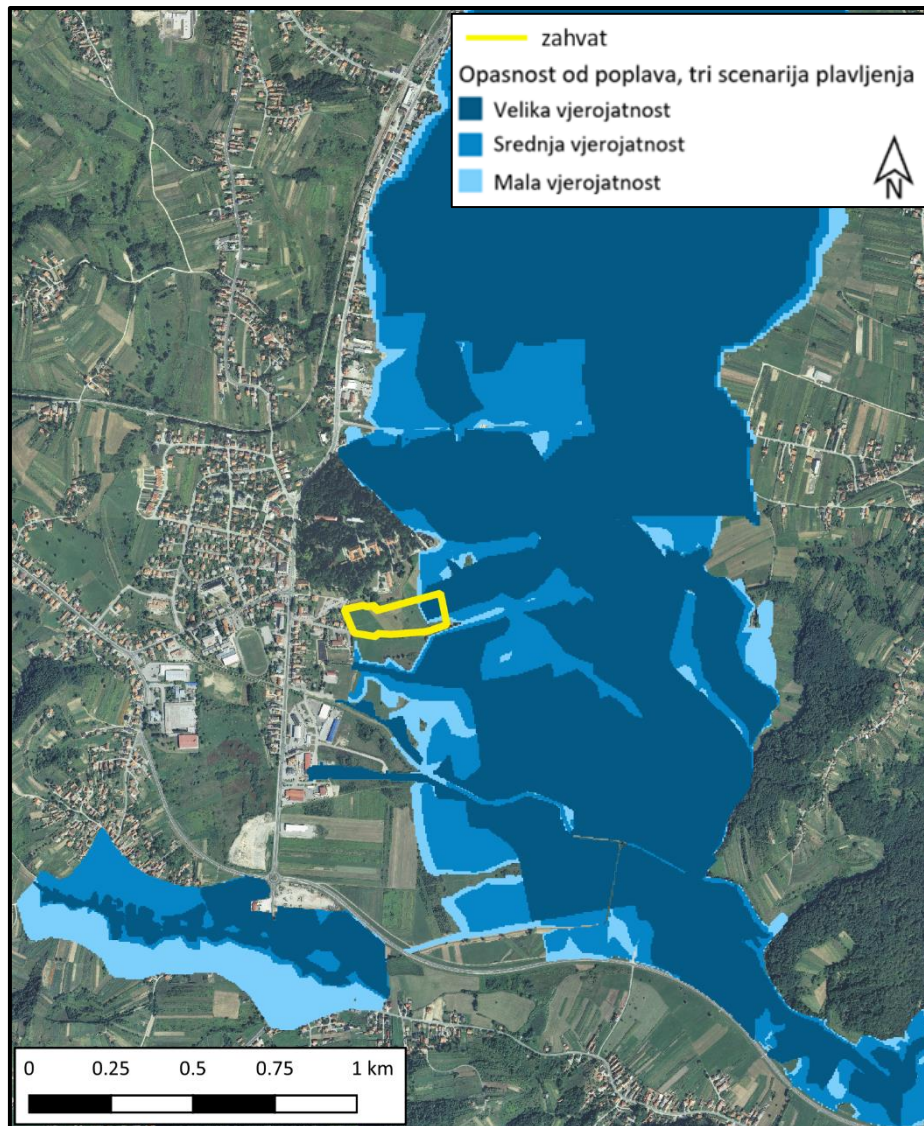 zahvat
Opasnost od poplava, tri scenarija plavljenja
Velika vjerojatnost
Srednja vjerojatnost
Mala vjerojatnost
N
0 0.25 0.5 0.75 1 km